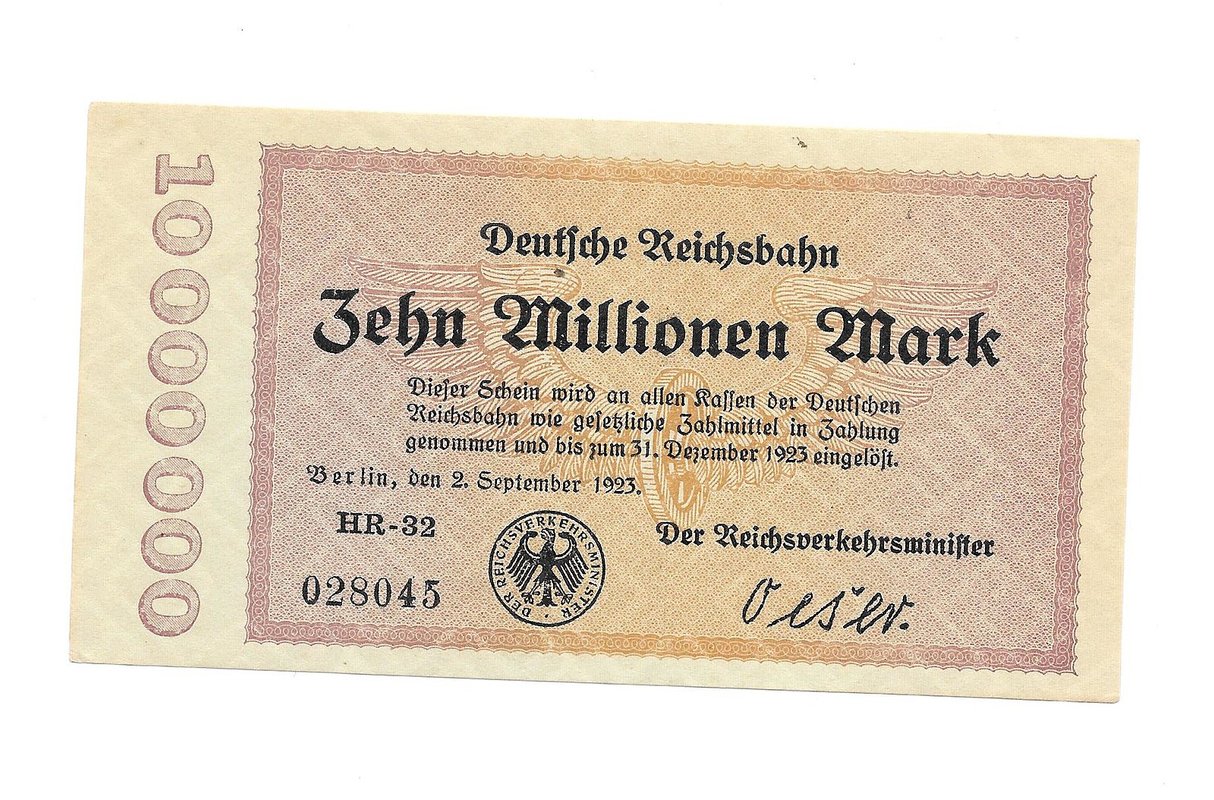 10000000
Deutsche Reichsbahn
Zehn Millionen Mark
Dieser Schein wird an allen Kassen der Deutschen
Reichsbahn wie gesetzliche Zahlmittel in Zahlung
genommen und bis zum 31. Dezember 1923 eingelöst.
Berlin, den 2. September 1923.
HR-32
028045
DER REICHSVERKEHRSMINISTER
Der Reichsverkehrsminister
Oeser.